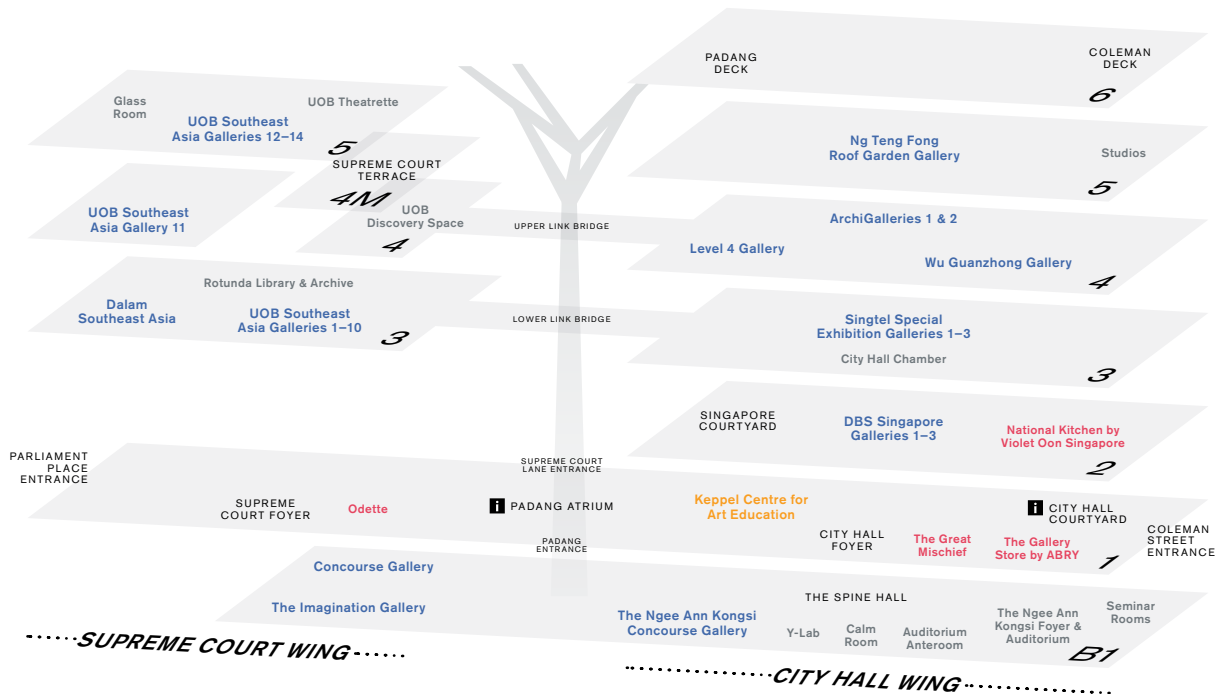 PADANG
DECK
COLEMAN
DECK
6
Glass
Room
UOB Theatrette
UOB Southeast
Asia Galleries 12–14
5
Ng Teng Fong
Roof Garden Gallery
Studios
5
SUPREME COURT
TERRACE
4M
UOB Southeast
Asia Gallery 11
UOB
Discovery Space
4
UPPER LINK BRIDGE
ArchiGalleries 1 & 2
Level 4 Gallery
Wu Guanzhong Gallery
4
Rotunda Library & Archive
Dalam
Southeast Asia
UOB Southeast
Asia Galleries 1–10
3
LOWER LINK BRIDGE
Singtel Special
Exhibition Galleries 1–3
City Hall Chamber
3
SINGAPORE
COURTYARD
DBS Singapore
Galleries 1–3
National Kitchen by
Violet Oon Singapore
2
PARLIAMENT
PLACE
ENTRANCE
SUPREME COURT
LANE ENTRANCE
SUPREME
COURT FOYER
Odette
i PADANG ATRIUM
Keppel Centre for
Art Education
i CITY HALL
COURTYARD
PADANG
ENTRANCE
CITY HALL
FOYER
The Great
Mischief
The Gallery
Store by ABRY
COLEMAN
STREET
ENTRANCE
1
Concourse Gallery
The Imagination Gallery
THE SPINE HALL
The Ngee Ann Kongsi
Concourse Gallery
Y-Lab
Calm
Room
Auditorium
Anteroom
The Ngee Ann
Kongsi Foyer &
Auditorium
Seminar
Rooms
B1
SUPREME COURT WING
CITY HALL WING